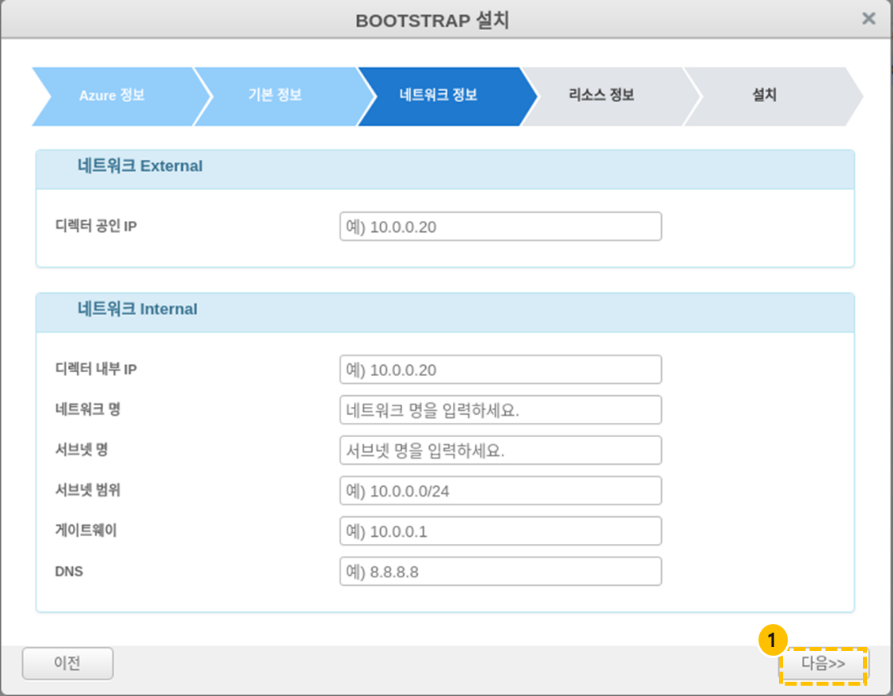 BOOTSTRAP 설치
×
Azure 정보
기본 정보
네트워크 정보
리소스 정보
설치
네트워크 External
디렉터 공인 IP
예) 10.0.0.20
네트워크 Internal
디렉터 내부 IP
예) 10.0.0.20
네트워크 명
네트워크 명을 입력하세요.
서브넷 명
서브넷 명을 입력하세요.
서브넷 범위
예) 10.0.0.0/24
게이트웨이
예) 10.0.0.1
DNS
예) 8.8.8.8
이전
1
다음>>